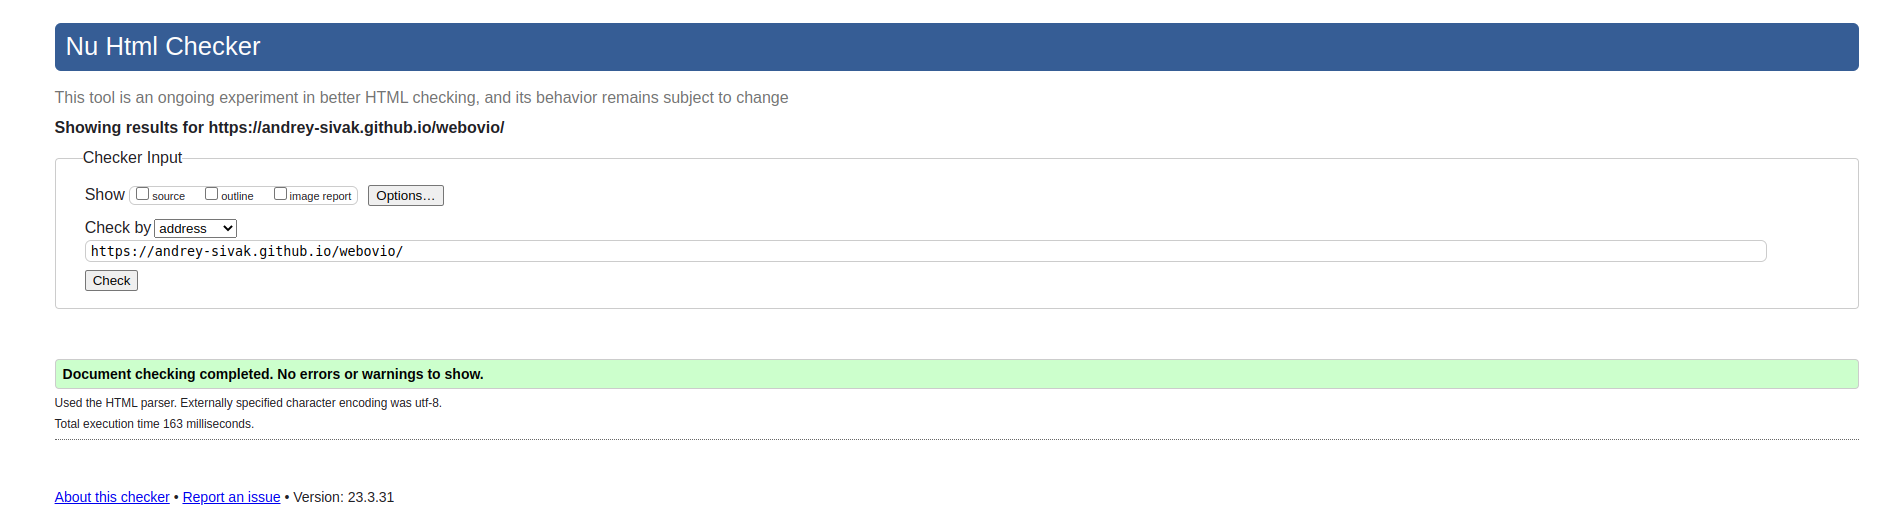 Nu Html Checker
This tool is an ongoing experiment in better HTML checking, and its behavior remains subject to change
Showing results for https://andrey-sivak.github.io/webovio/
Checker Input
Show source outline image report Options…
Check by address
https://andrey-sivak.github.io/webovio/
Check
Document checking completed. No errors or warnings to show.
Used the HTML parser. Externally specified character encoding was utf-8.
Total execution time 163 milliseconds.
About this checker • Report an issue • Version: 23.3.31